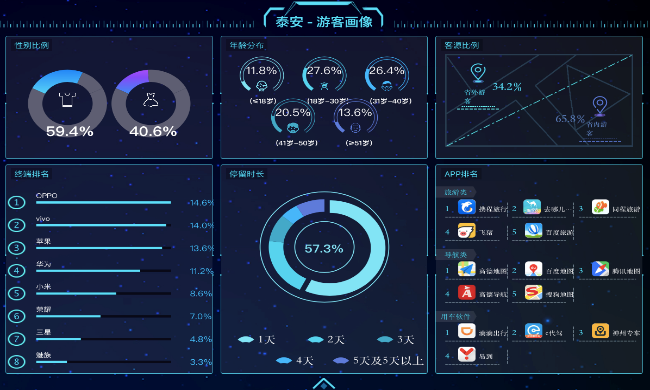 泰安 - 游客画像
性别比例
59.4%
40.6%
年龄分布
11.8%
(≤18岁)
27.6%
(18岁~30岁)
26.4%
(31岁~40岁)
20.5%
(41岁~50岁)
13.6%
(≥51岁)
客源比例
省外游
客
34.2%
65.8%
省内游
客
终端排名
1 OPPO -14.6%
2 vivo 14.0%
3 苹果 13.6%
4 华为 11.2%
5 小米 8.6%
6 荣耀 7.0%
7 三星 4.8%
8 魅族 3.3%
停留时长
57.3%
1天 2天 3天
4天 5天及5天以上
APP排名
旅游类
1 携程旅行 2 去哪儿… 3 同程旅游
4 飞猪 5 百度旅游
导航类
1 高德地图 2 百度地图 3 腾讯地图
4 高德导航 5 搜狗地图
用车软件
1 滴滴出行 2 e代驾 3 神州专车
4 易到